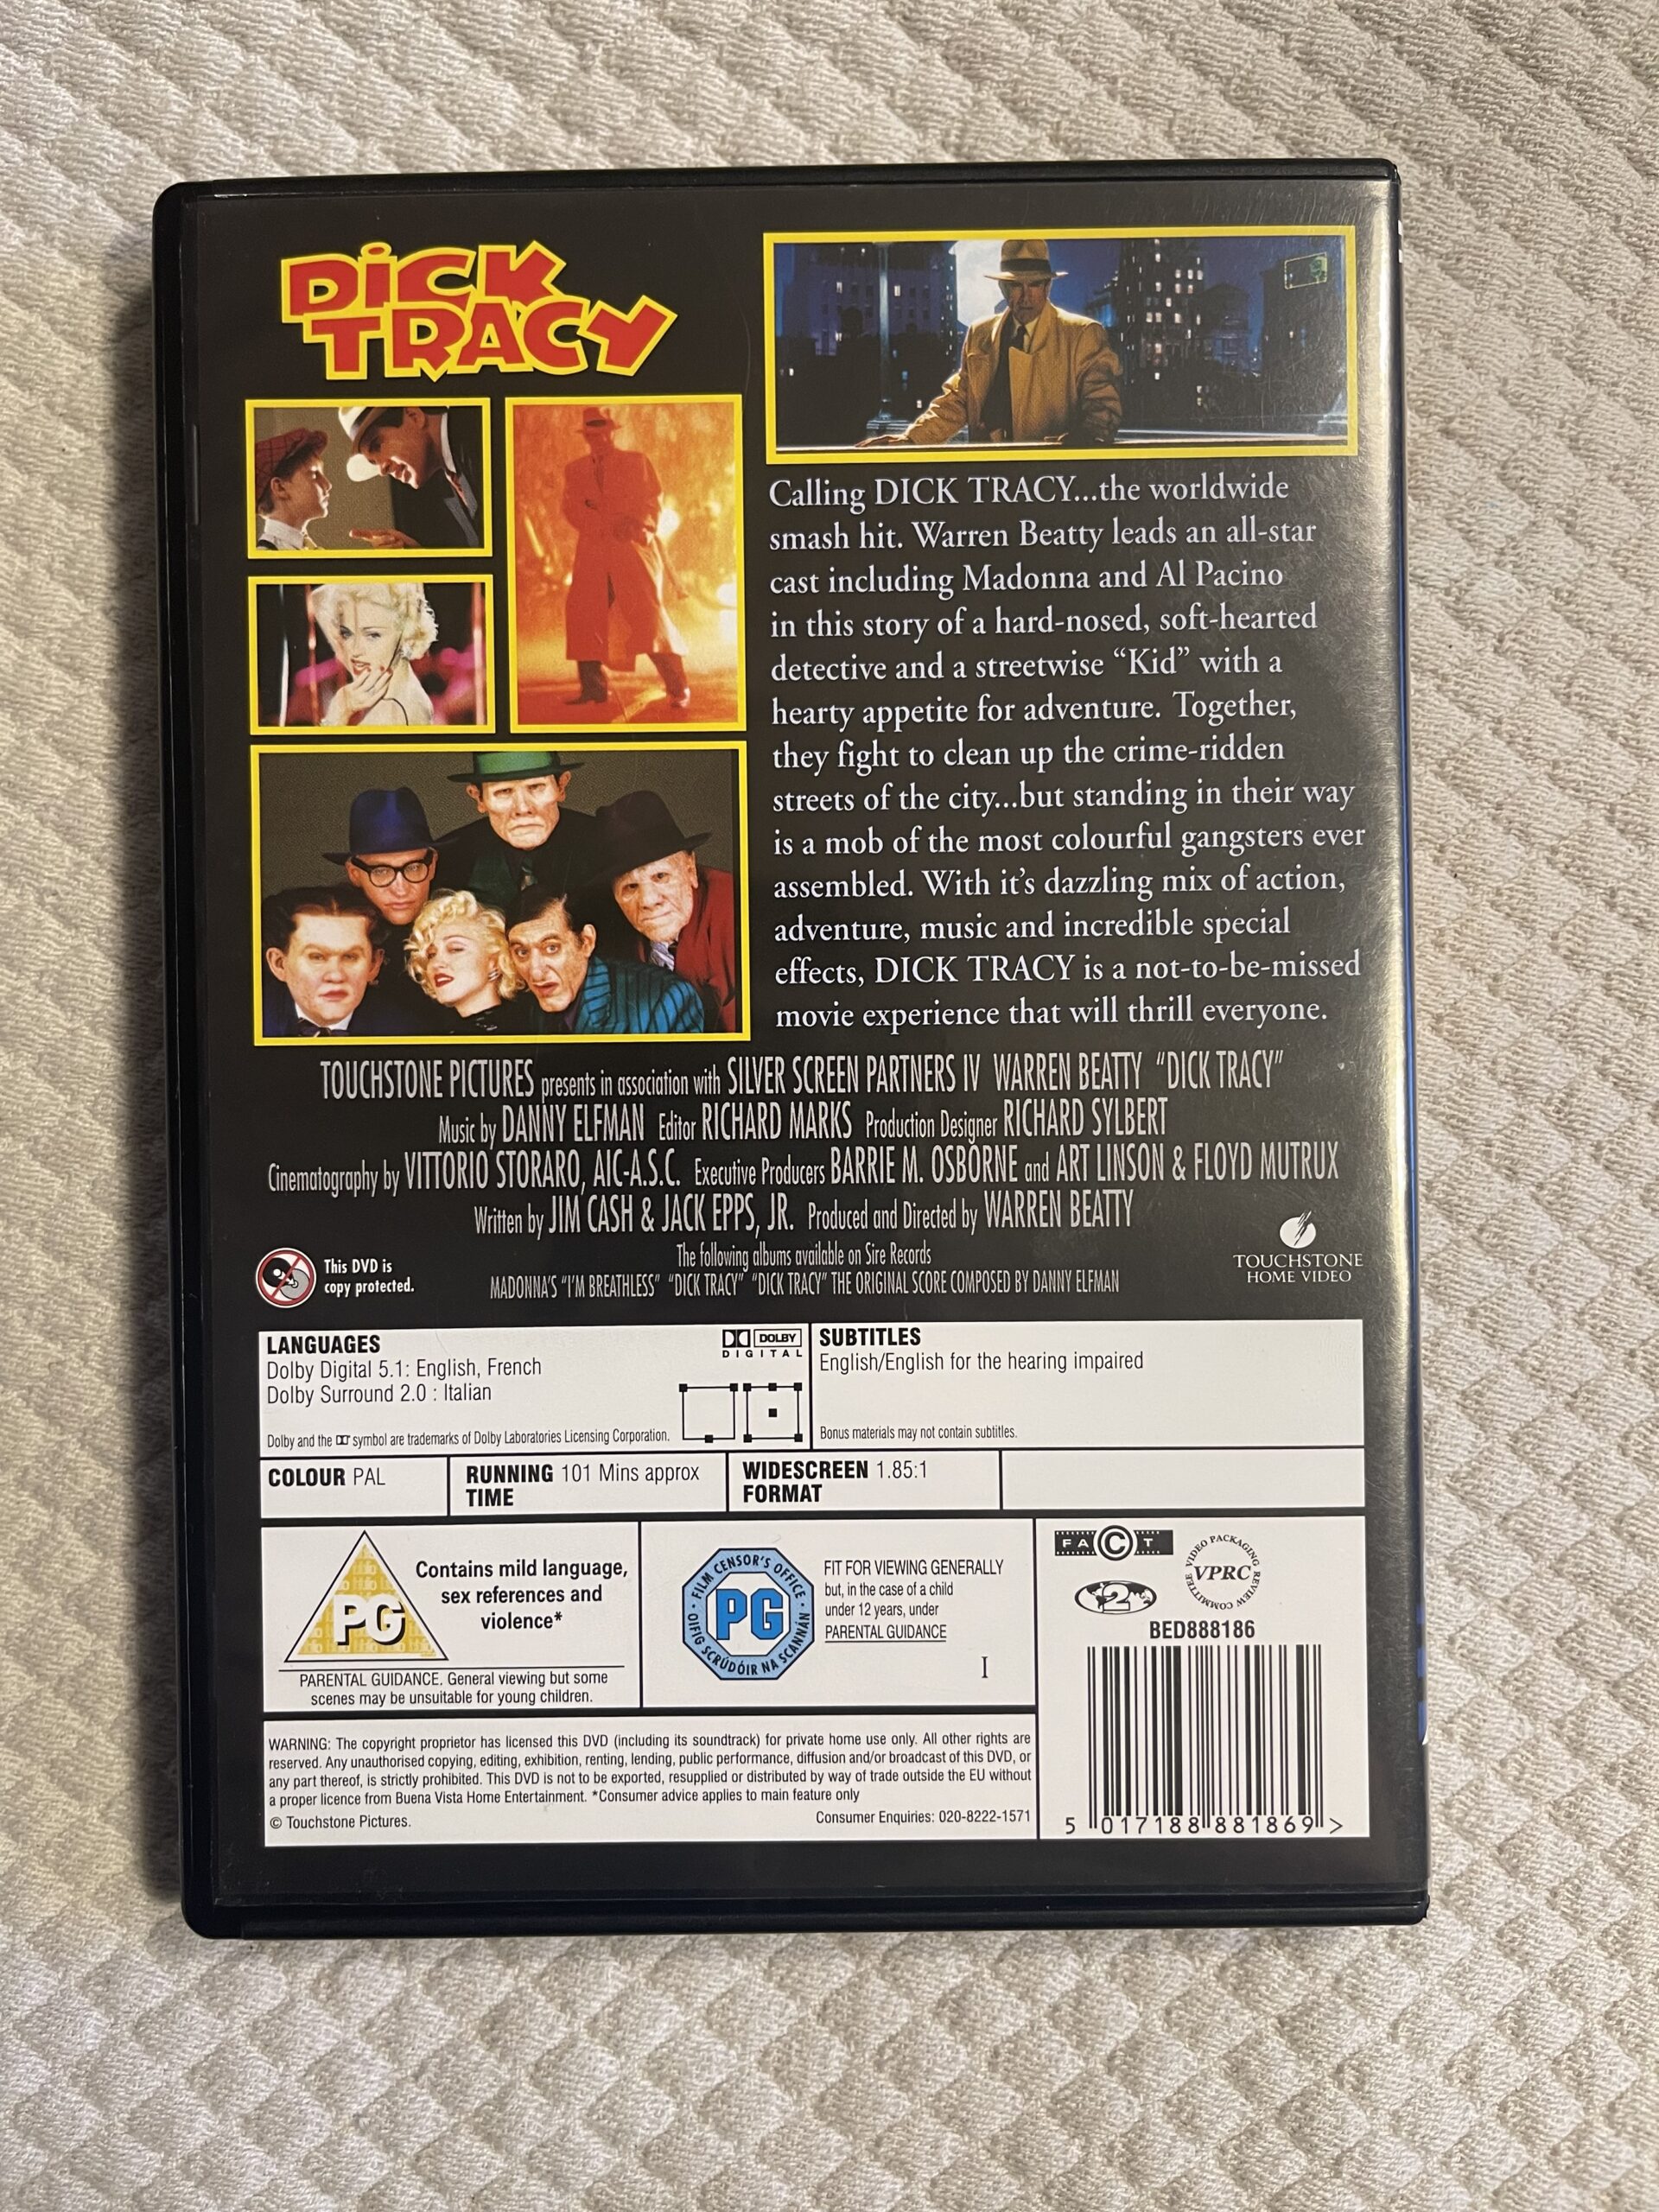 DICK
TRACY
Calling DICK TRACY...the worldwide
smash hit. Warren Beatty leads an all-star
cast including Madonna and Al Pacino
in this story of a hard-nosed, soft-hearted
detective and a streetwise “Kid” with a
hearty appetite for adventure. Together,
they fight to clean up the crime-ridden
streets of the city...but standing in their way
is a mob of the most colourful gangsters ever
assembled. With it’s dazzling mix of action,
adventure, music and incredible special
effects, DICK TRACY is a not-to-be-missed
movie experience that will thrill everyone.
TOUCHSTONE PICTURES presents in association with SILVER SCREEN PARTNERS IV WARREN BEATTY “DICK TRACY”
Music by DANNY ELFMAN Editor RICHARD MARKS Production Designer RICHARD SYLBERT
Cinematography by VITTORIO STORARO, AIC-A.S.C. Executive Producers BARRIE M. OSBORNE and ART LINSON & FLOYD MUTRUX
Written by JIM CASH & JACK EPPS, JR. Produced and Directed by WARREN BEATTY
The following albums available on Sire Records
MADONNA'S “I'M BREATHLESS” “DICK TRACY” “DICK TRACY” THE ORIGINAL SCORE COMPOSED BY DANNY ELFMAN
This DVD is
copy protected.
TOUCHSTONE
HOME VIDEO
LANGUAGES
Dolby Digital 5.1: English, French
Dolby Surround 2.0 : Italian
Dolby and the symbol are trademarks of Dolby Laboratories Licensing Corporation.
DOLBY
DIGITAL
SUBTITLES
English/English for the hearing impaired
Bonus materials may not contain subtitles.
COLOUR PAL
RUNNING 101 Mins approx
TIME
WIDESCREEN 1.85:1
FORMAT
PG
Contains mild language,
sex references and
violence*
PARENTAL GUIDANCE. General viewing but some
scenes may be unsuitable for young children.
FILM CENSOR'S OFFICE
PG
OIFIG SCRÚDÓIR NA SCANNÁN
FIT FOR VIEWING GENERALLY
but, in the case of a child
under 12 years, under
PARENTAL GUIDANCE
I
FACT
VIDEO PACKAGING REVIEW COMMITTEE
VPRC
2
BED888186
5 017188 881869 >
WARNING: The copyright proprietor has licensed this DVD (including its soundtrack) for private home use only. All other rights are
reserved. Any unauthorised copying, editing, exhibition, renting, lending, public performance, diffusion and/or broadcast of this DVD, or
any part thereof, is strictly prohibited. This DVD is not to be exported, resupplied or distributed by way of trade outside the EU without
a proper licence from Buena Vista Home Entertainment. *Consumer advice applies to main feature only
© Touchstone Pictures.
Consumer Enquiries: 020-8222-1571